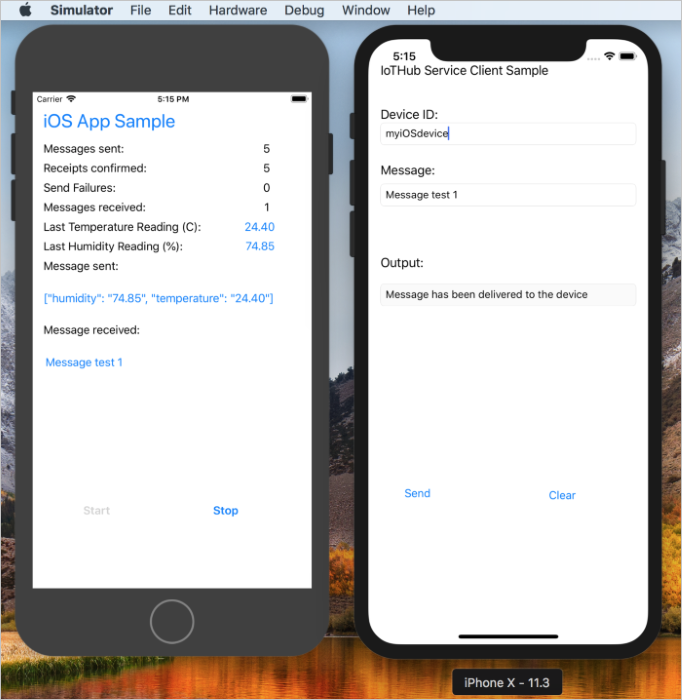 Simulator File Edit Hardware Debug Window Help
Carrier 5:15 PM
iOS App Sample
Messages sent: 5
Receipts confirmed: 5
Send Failures: 0
Messages received: 1
Last Temperature Reading (C): 24.40
Last Humidity Reading (%): 74.85
Message sent:
["humidity": "74.85", "temperature": "24.40"]
Message received:
Message test 1
Start Stop
5:15
IoTHub Service Client Sample
Device ID:
myiOSdevice
Message:
Message test 1
Output:
Message has been delivered to the device
Send Clear
iPhone X - 11.3